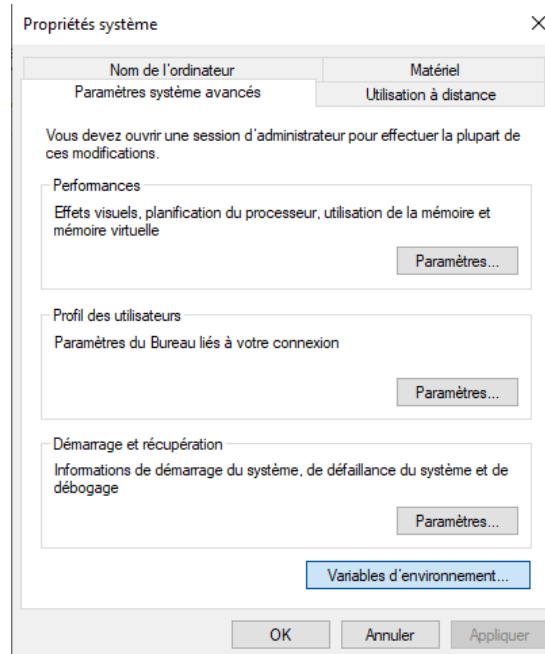 Propriétés système
Nom de l'ordinateur
Matériel
Paramètres système avancés
Utilisation à distance
Vous devez ouvrir une session d'administrateur pour effectuer la plupart de
ces modifications.
Performances
Effets visuels, planification du processeur, utilisation de la mémoire et
mémoire virtuelle
Paramètres...
Profil des utilisateurs
Paramètres du Bureau liés à votre connexion
Paramètres...
Démarrage et récupération
Informations de démarrage du système, de défaillance du système et de
débogage
Paramètres...
Variables d'environnement...
OK
Annuler
Appliquer